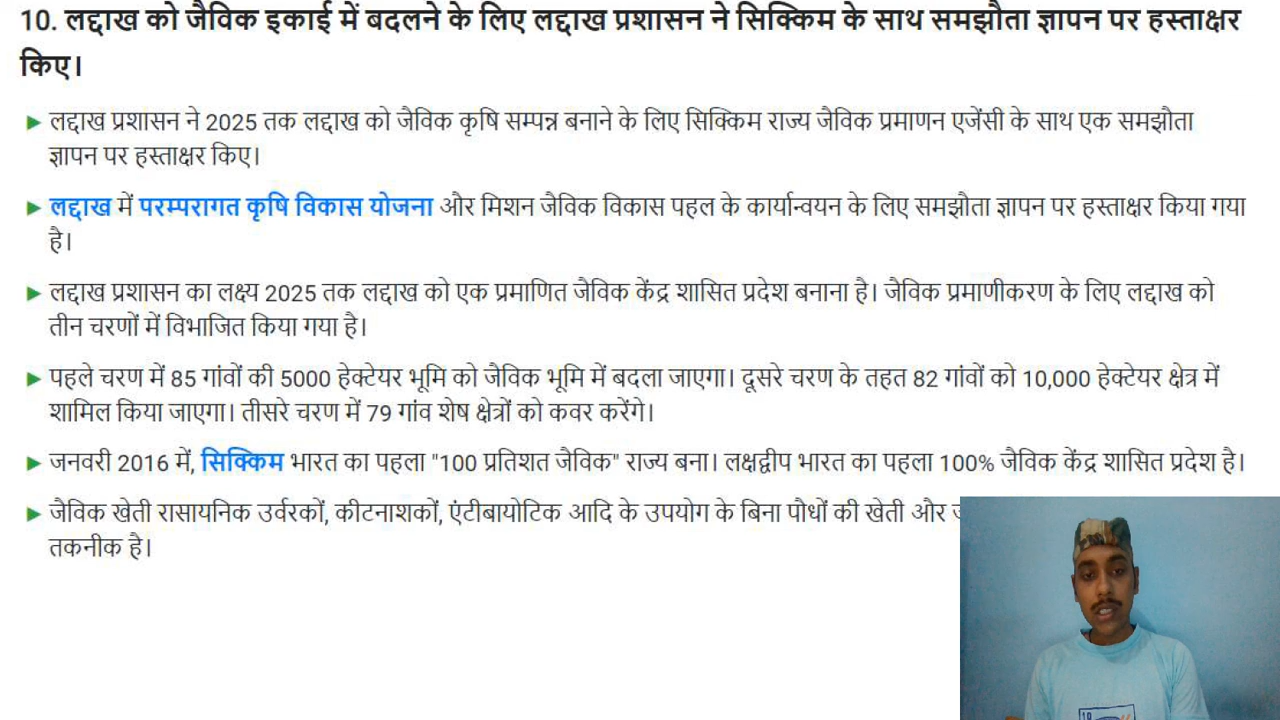 10. लद्दाख को जैविक इकाई में बदलने के लिए लद्दाख प्रशासन ने सिक्किम के साथ समझौता ज्ञापन पर हस्ताक्षर
किए।
► लद्दाख प्रशासन ने 2025 तक लद्दाख को जैविक कृषि सम्पन्न बनाने के लिए सिक्किम राज्य जैविक प्रमाणन एजेंसी के साथ एक समझौता
ज्ञापन पर हस्ताक्षर किए।
► लद्दाख में परम्परागत कृषि विकास योजना और मिशन जैविक विकास पहल के कार्यान्वयन के लिए समझौता ज्ञापन पर हस्ताक्षर किया गया
है।
► लद्दाख प्रशासन का लक्ष्य 2025 तक लद्दाख को एक प्रमाणित जैविक केंद्र शासित प्रदेश बनाना है। जैविक प्रमाणीकरण के लिए लद्दाख को
तीन चरणों में विभाजित किया गया है।
► पहले चरण में 85 गांवों की 5000 हेक्टेयर भूमि को जैविक भूमि में बदला जाएगा। दूसरे चरण के तहत 82 गांवों को 10,000 हेक्टेयर क्षेत्र में
शामिल किया जाएगा। तीसरे चरण में 79 गांव शेष क्षेत्रों को कवर करेंगे।
► जनवरी 2016 में, सिक्किम भारत का पहला "100 प्रतिशत जैविक" राज्य बना। लक्षद्वीप भारत का पहला 100% जैविक केंद्र शासित प्रदेश है।
► जैविक खेती रासायनिक उर्वरकों, कीटनाशकों, एंटीबायोटिक आदि के उपयोग के बिना पौधों की खेती और
तकनीक है।